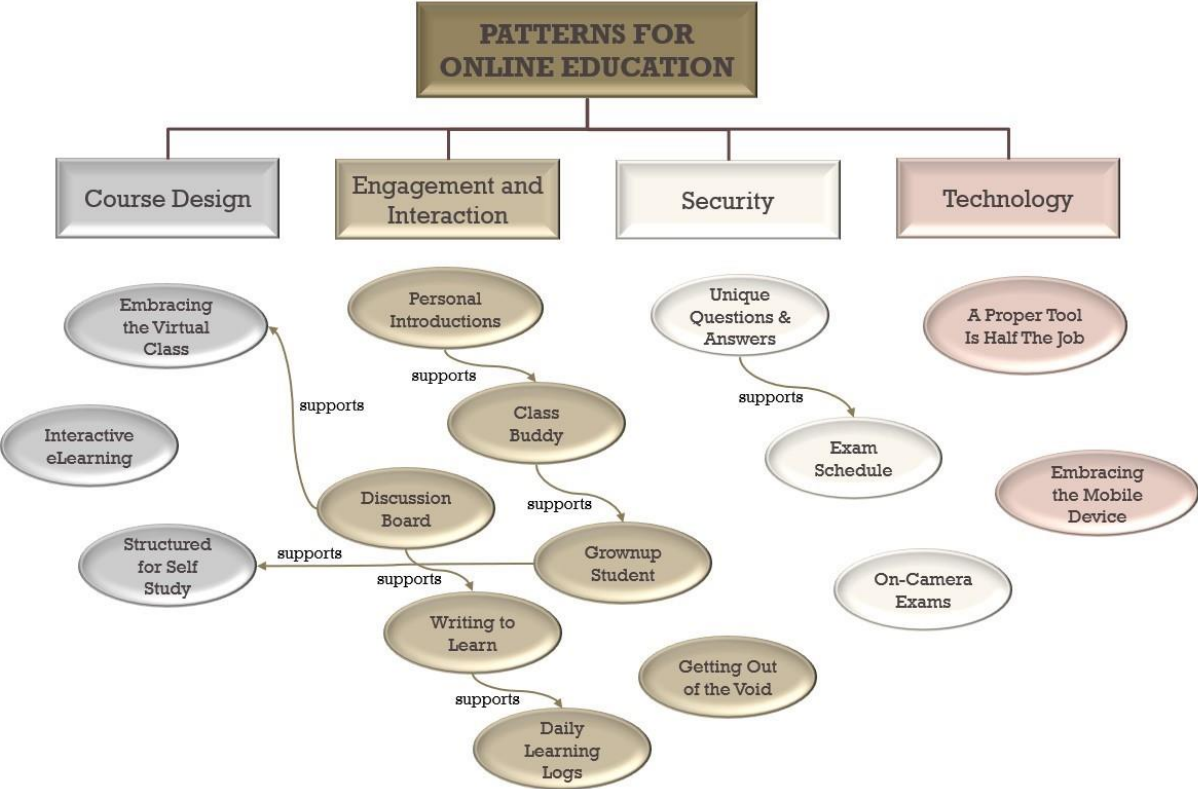 PATTERNS FOR
ONLINE EDUCATION
Course Design
Engagement and
Interaction
Security
Technology
Embracing
the Virtual
Class
Interactive
eLearning
Structured
for Self
Study
supports
Personal
Introductions
supports
Class
Buddy
supports
Discussion
Board
supports
supports
Grownup
Student
Writing to
Learn
supports
Daily
Learning
Logs
Getting Out
of the Void
Unique
Questions &
Answers
supports
Exam
Schedule
On-Camera
Exams
A Proper Tool
Is Half The Job
Embracing
the Mobile
Device